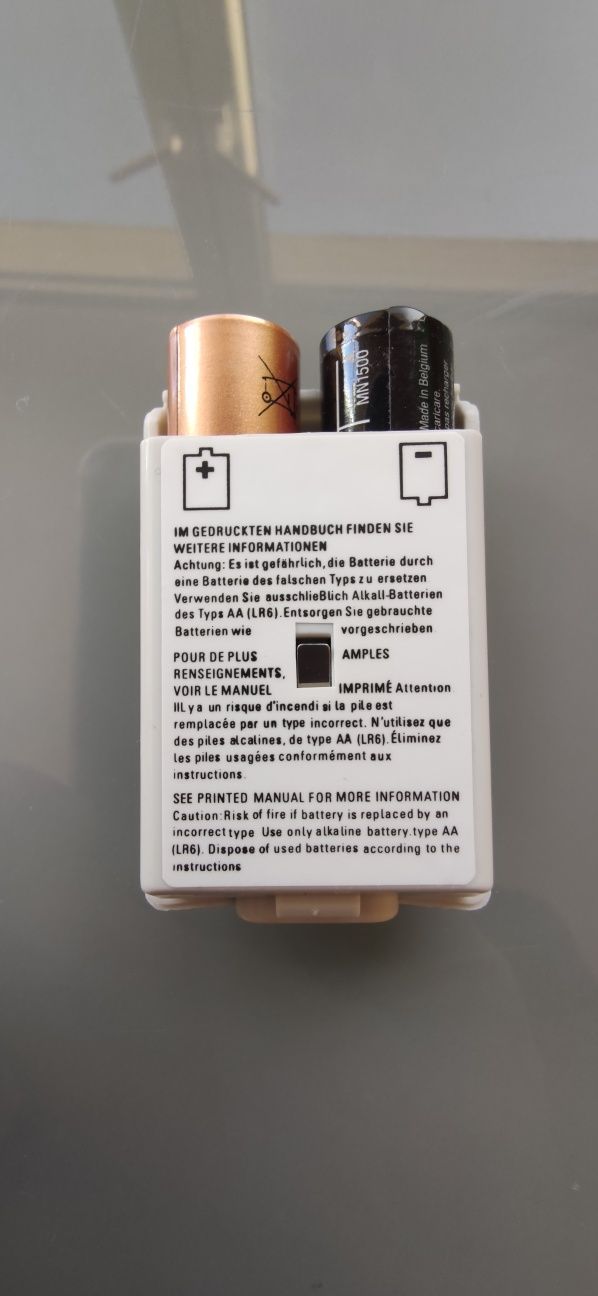 MN1500
Made in Belgium
caricare.
pas recharger
+
-
IM GEDRUCKTEN HANDBUCH FINDEN SIE
WEITERE INFORMATIONEN
Achtung: Es ist gefährlich, die Batterie durch
eine Batterie des falschen Typs zu ersetzen
Verwenden Sie ausschließlich Alkall-Batterien
des Typs AA (LR6). Entsorgen Sie gebrauchte
Batterien wie vorgeschrieben
POUR DE PLUS AMPLES
RENSEIGNEMENTS,
VOIR LE MANUEL IMPRIMÉ Attention
IIL y a un risque d'incendi si la pile est
remplacée par un type incorrect. N'utilisez que
des piles alcalines, de type AA (LR6). Éliminez
les piles usagées conformément aux
instructions.
SEE PRINTED MANUAL FOR MORE INFORMATION
Caution: Risk of fire if battery is replaced by an
incorrect type Use only alkaline battery. type AA
(LR6). Dispose of used batteries according to the
instructions